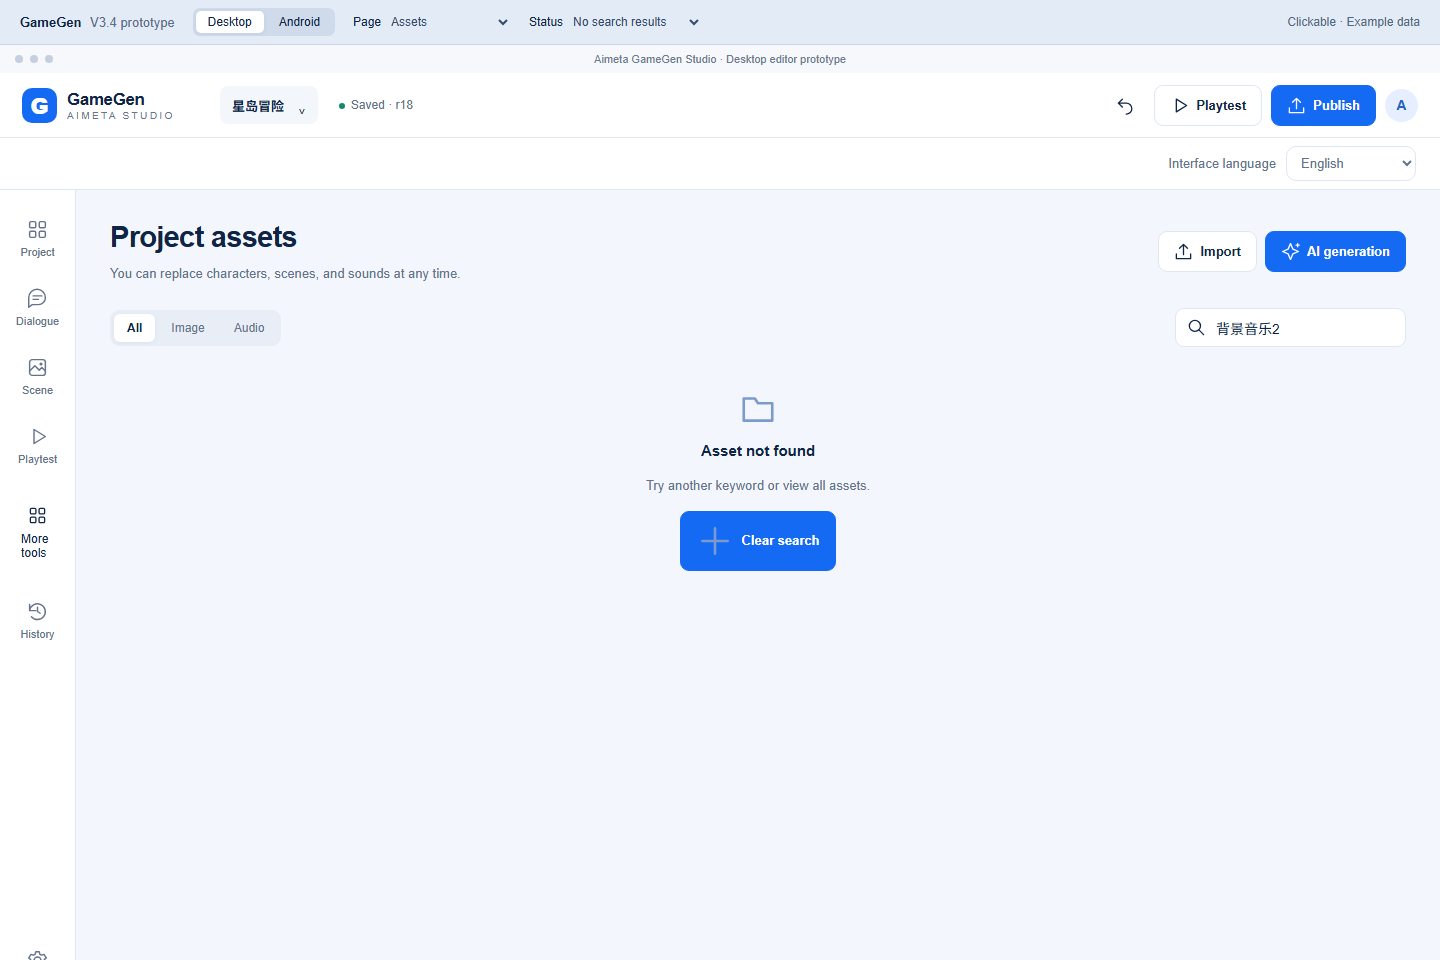 GameGen V3.4 prototype Desktop Android Page Assets Status No search results Clickable · Example data
Aimeta GameGen Studio · Desktop editor prototype
G GameGen
AIMETA STUDIO
星岛冒险
Saved · r18
Playtest
Publish
A
Interface language English
Project
Dialogue
Scene
Playtest
More
tools
History
Project assets
You can replace characters, scenes, and sounds at any time.
Import
AI generation
All Image Audio
背景音乐2
Asset not found
Try another keyword or view all assets.
Clear search